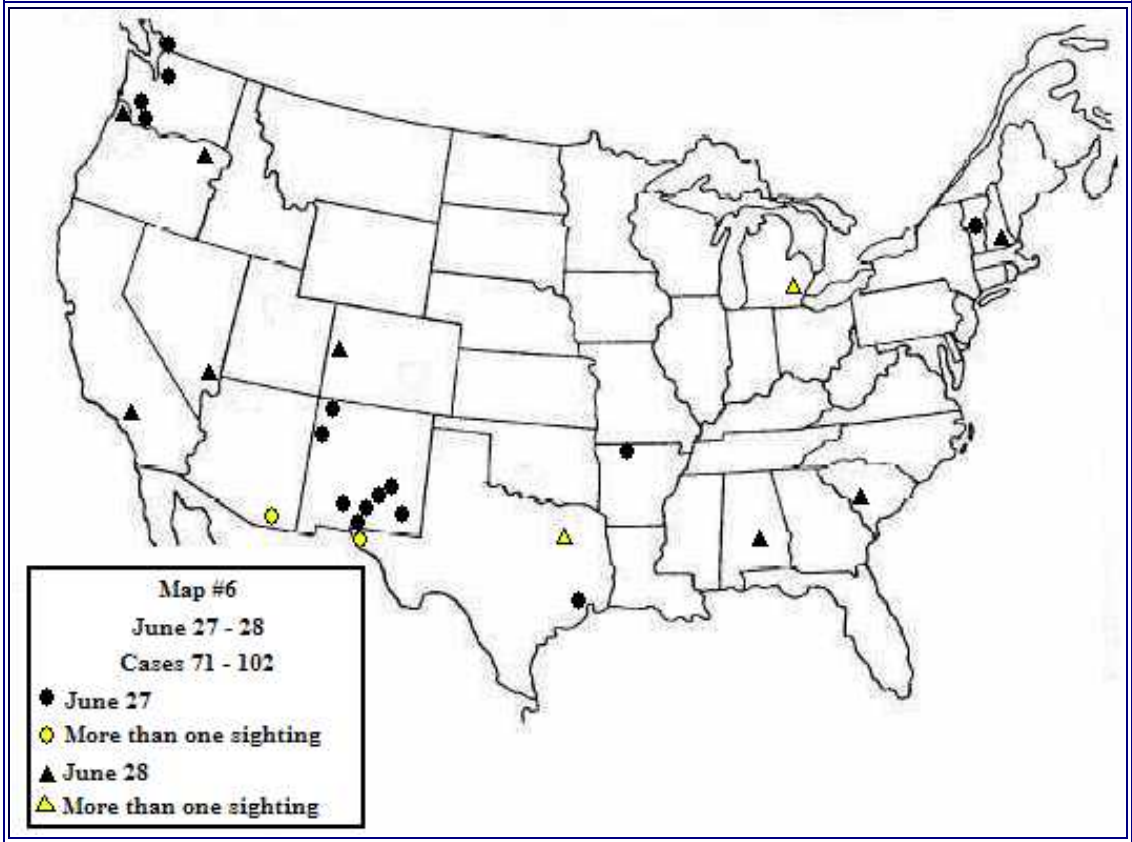 Map #6
June 27 - 28
Cases 71 - 102
June 27
More than one sighting
June 28
More than one sighting